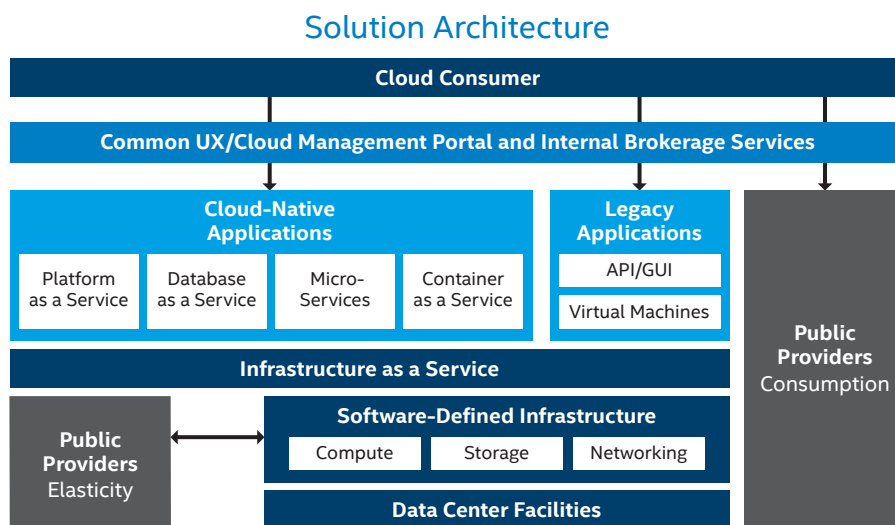 Solution Architecture
Cloud Consumer
Common UX/Cloud Management Portal and Internal Brokerage Services
Cloud-Native
Applications
Platform
as a Service
Database
as a Service
Micro-
Services
Container
as a Service
Legacy
Applications
API/GUI
Virtual Machines
Public
Providers
Consumption
Infrastructure as a Service
Public
Providers
Elasticity
Software-Defined Infrastructure
Compute
Storage
Networking
Data Center Facilities